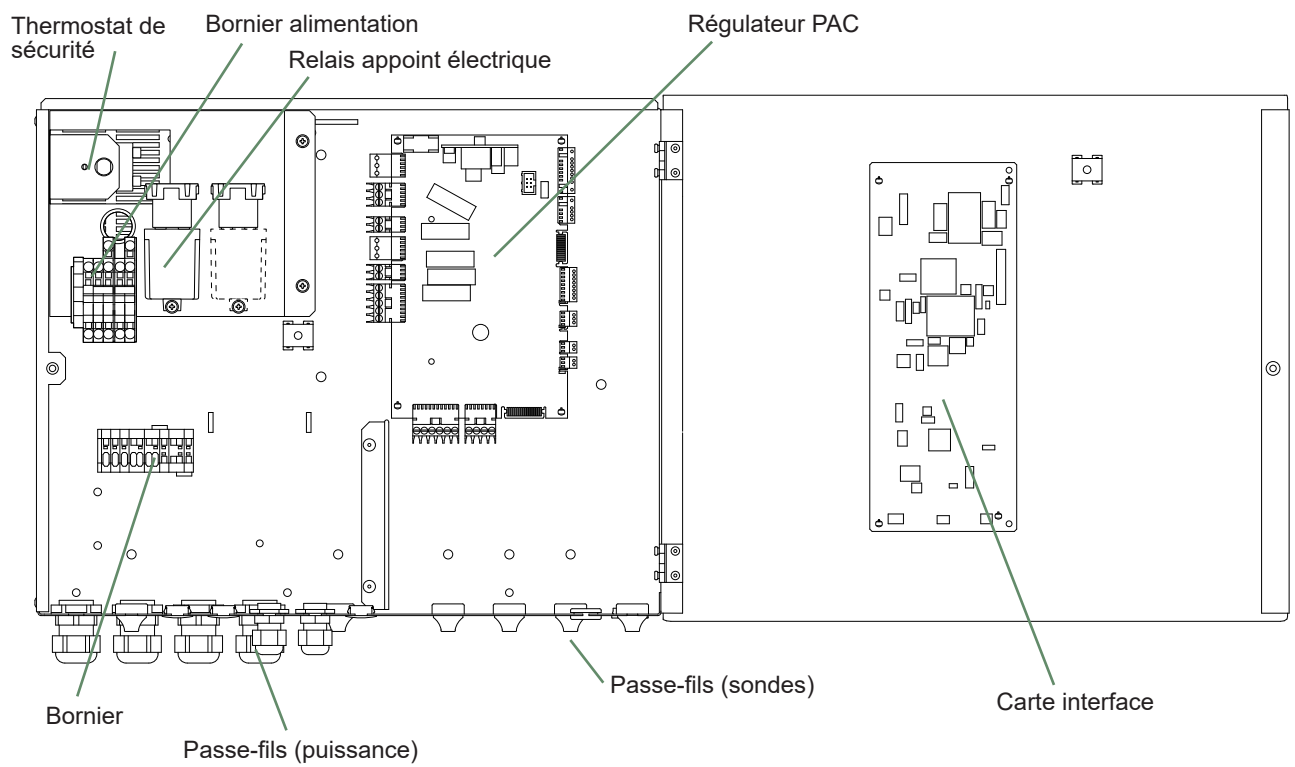 Thermostat de
sécurité
Bornier alimentation
Relais appoint électrique
Régulateur PAC
Bornier
Passe-fils (puissance)
Passe-fils (sondes)
Carte interface